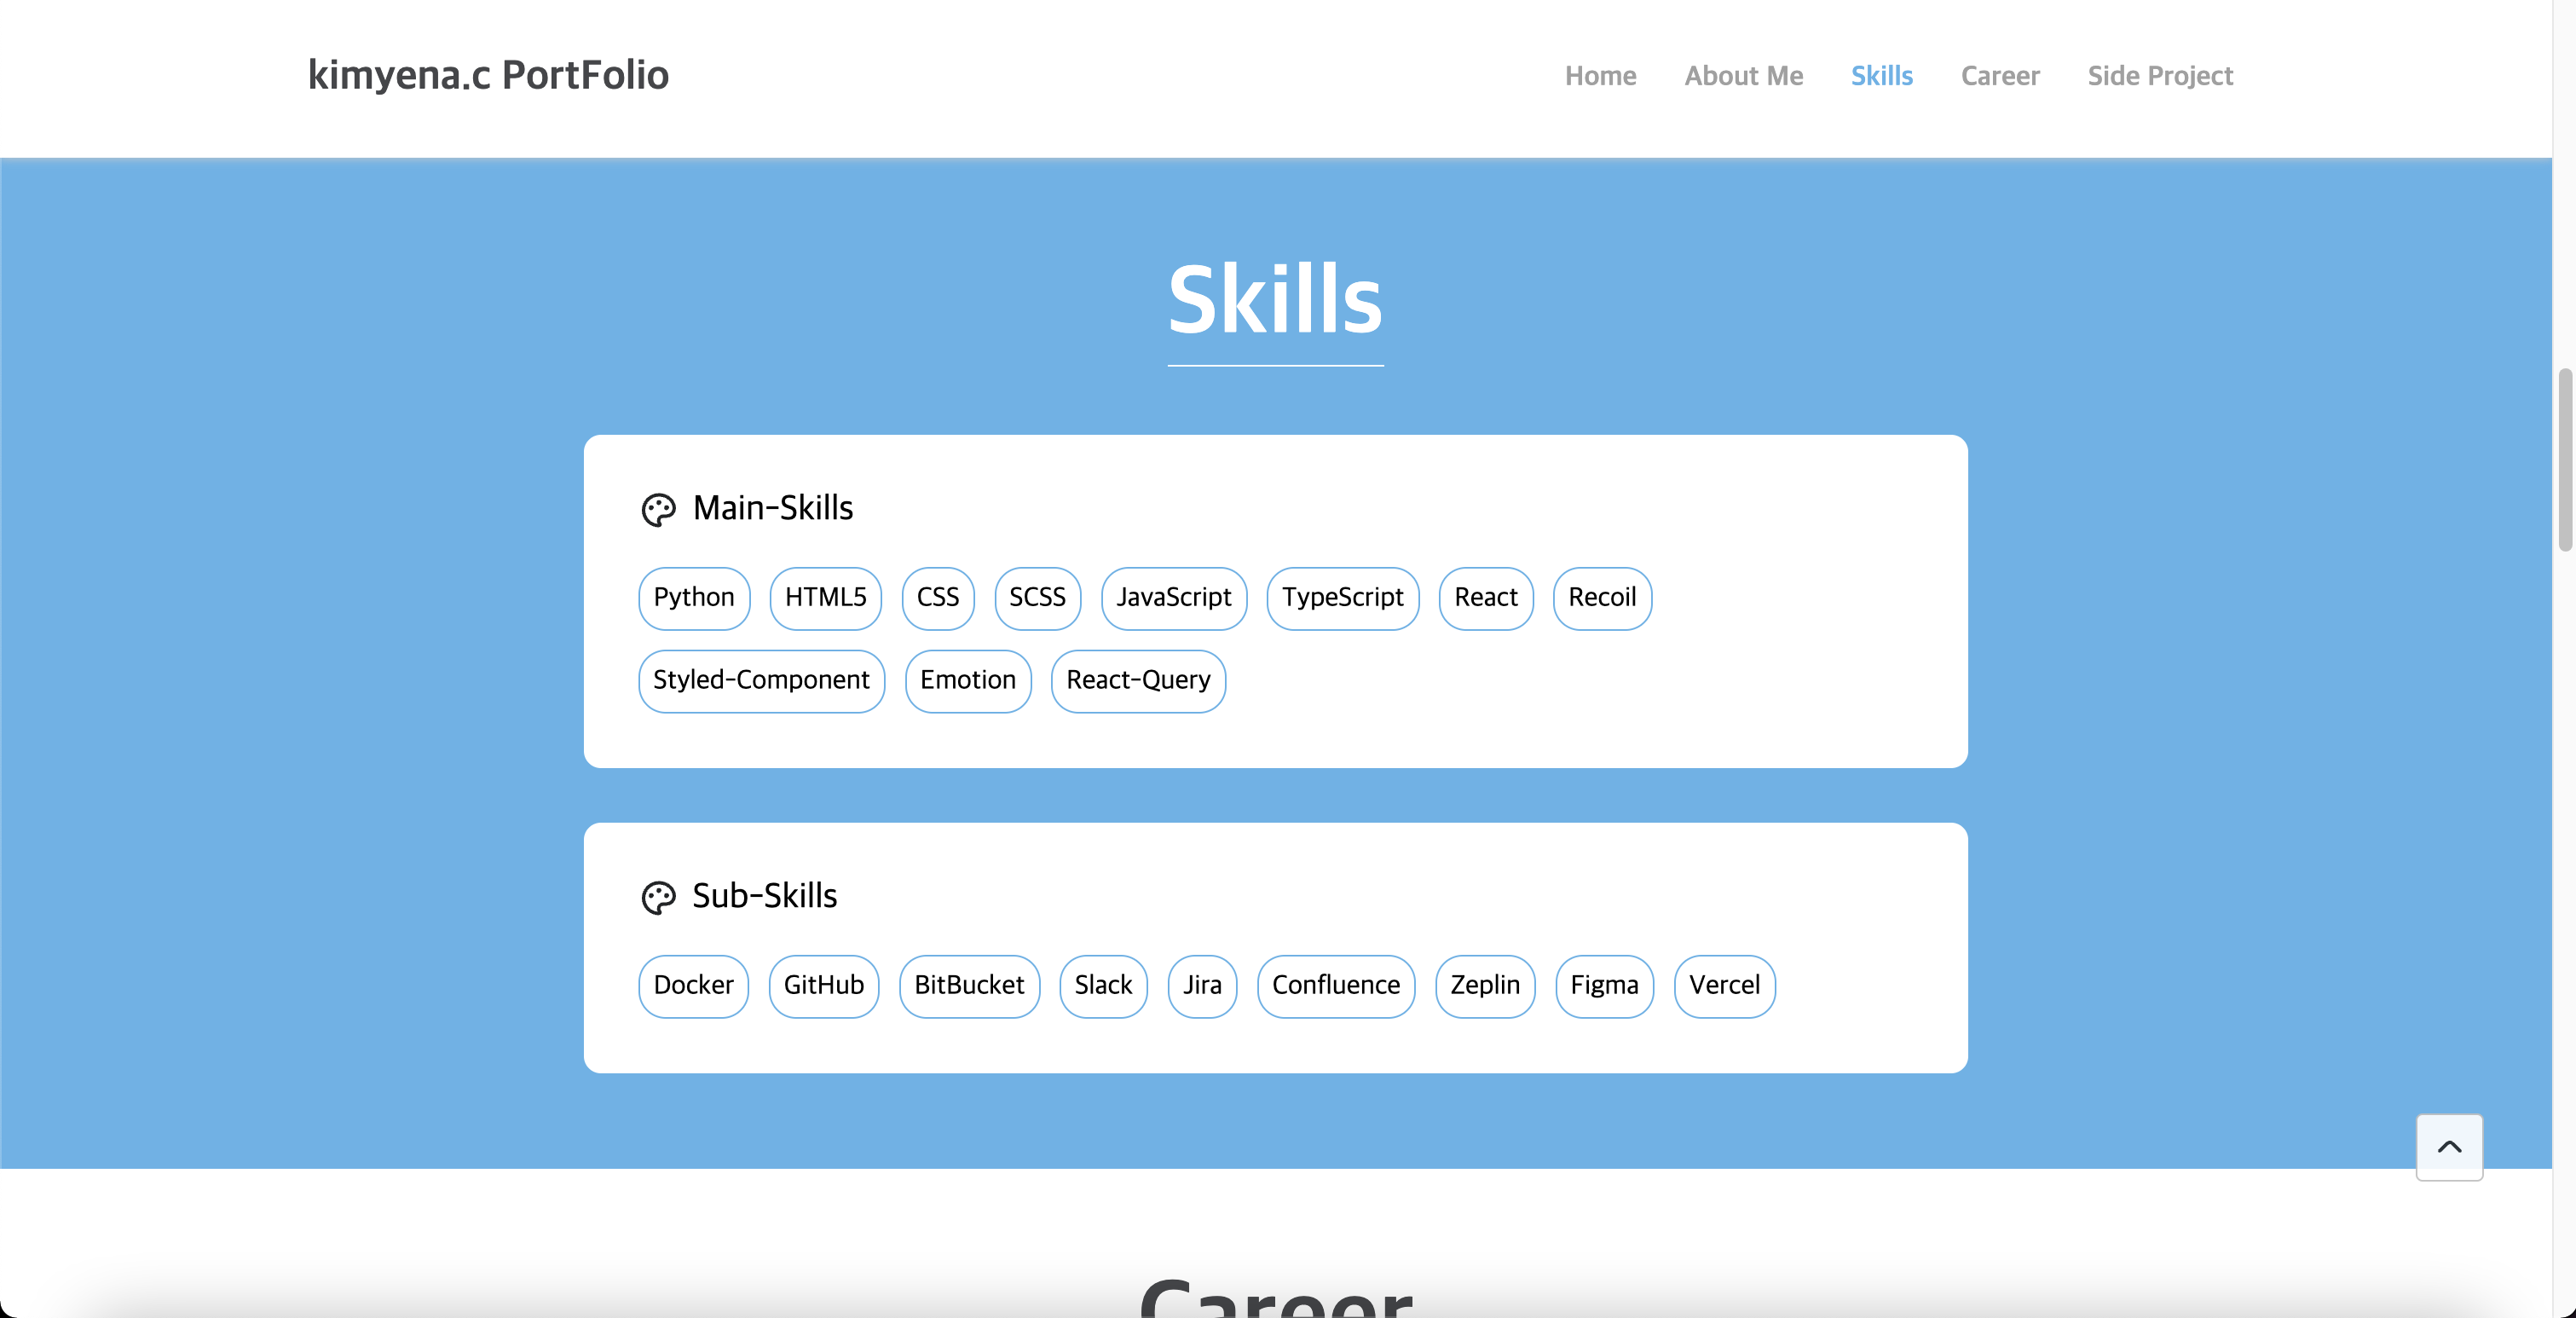 kimyena.c PortFolio
Home About Me Skills Career Side Project
Skills
Main-Skills
Python HTML5 CSS SCSS JavaScript TypeScript React Recoil
Styled-Component Emotion React-Query
Sub-Skills
Docker GitHub BitBucket Slack Jira Confluence Zeplin Figma Vercel
Career